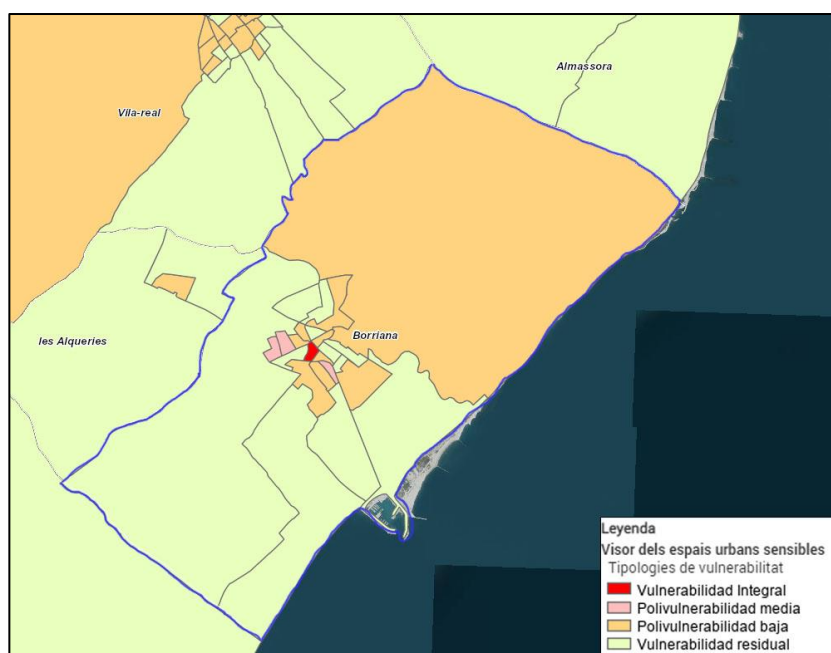 Almassora
Vila-real
les Alqueries
Borriana
Leyenda
Visor dels espais urbans sensibles
Tipologies de vulnerabilitat
Vulnerabilidad Integral
Polivulnerabilidad media
Polivulnerabilidad baja
Vulnerabilidad residual